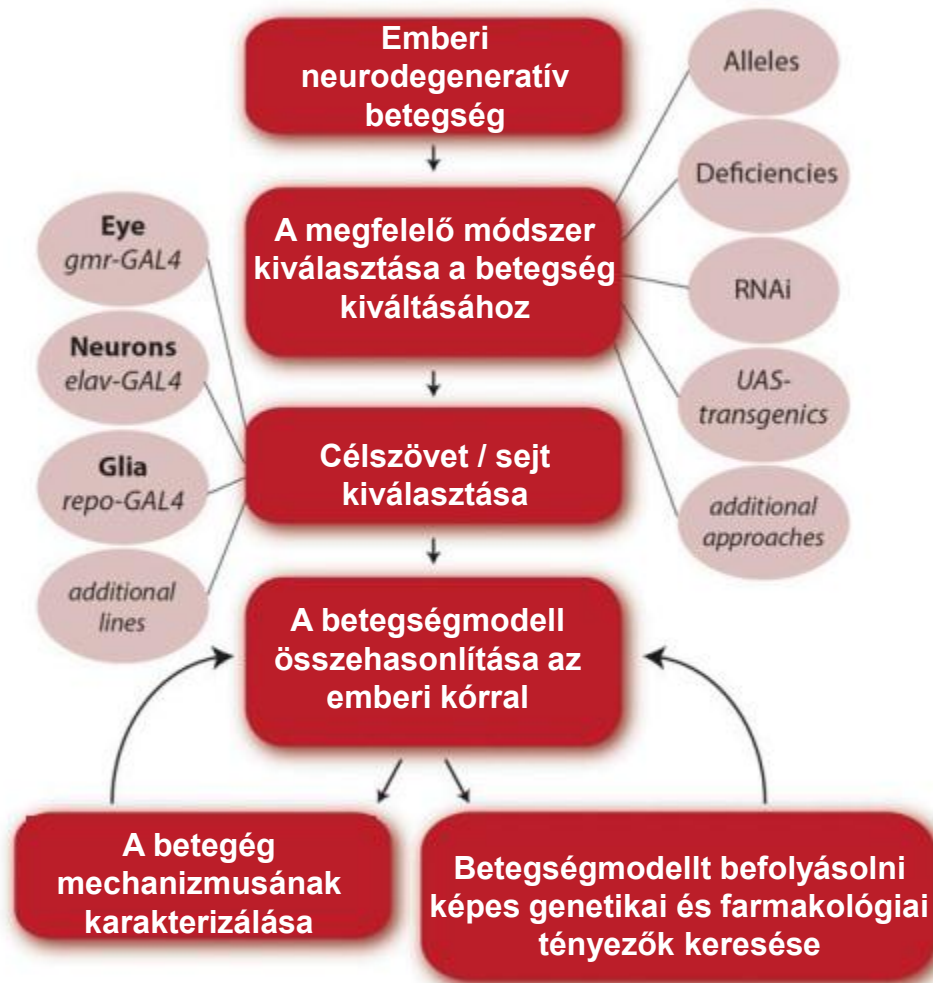 Emberi
neurodegeneratív
betegség
Alleles
Deficiencies
RNAi
UAS-
transgenics
additional
approaches
A megfelelő módszer
kiválasztása a betegség
kiváltásához
Eye
gmr-GAL4
Neurons
elav-GAL4
Glia
repo-GAL4
additional
lines
Célszövet / sejt
kiválasztása
A betegségmodell
összehasonlítása az
emberi kórral
A betegég
mechanizmusának
karakterizálása
Betegségmodellt befolyásolni
képes genetikai és farmakológiai
tényezők keresése